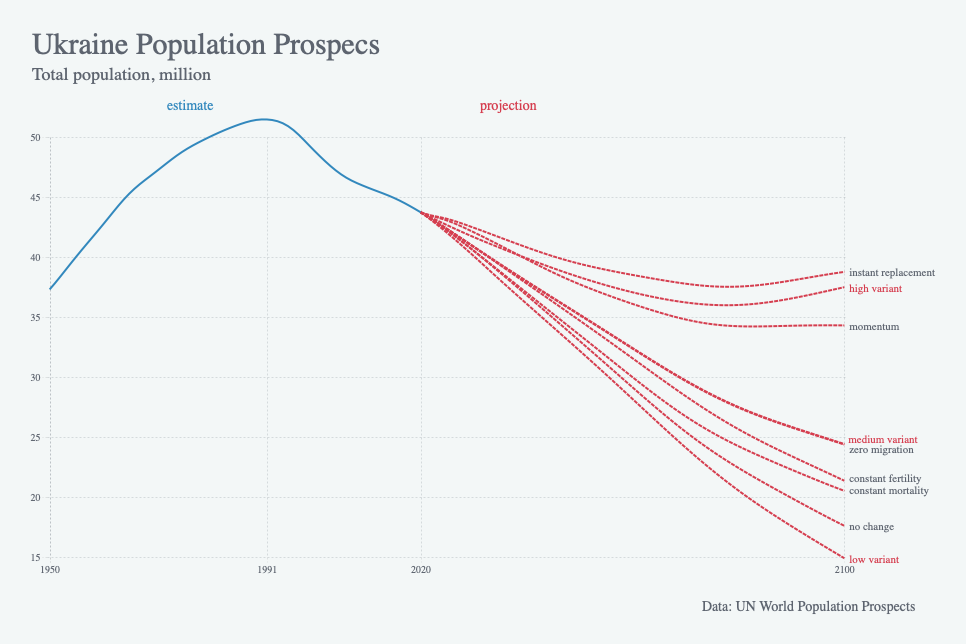 Ukraine Population Prospecs
Total population, million
estimate
projection
50
45
40
35
30
25
20
15
instant replacement
high variant
momentum
medium variant
zero migration
constant fertility
constant mortality
no change
low variant
1950
1991
2020
2100
Data: UN World Population Prospects